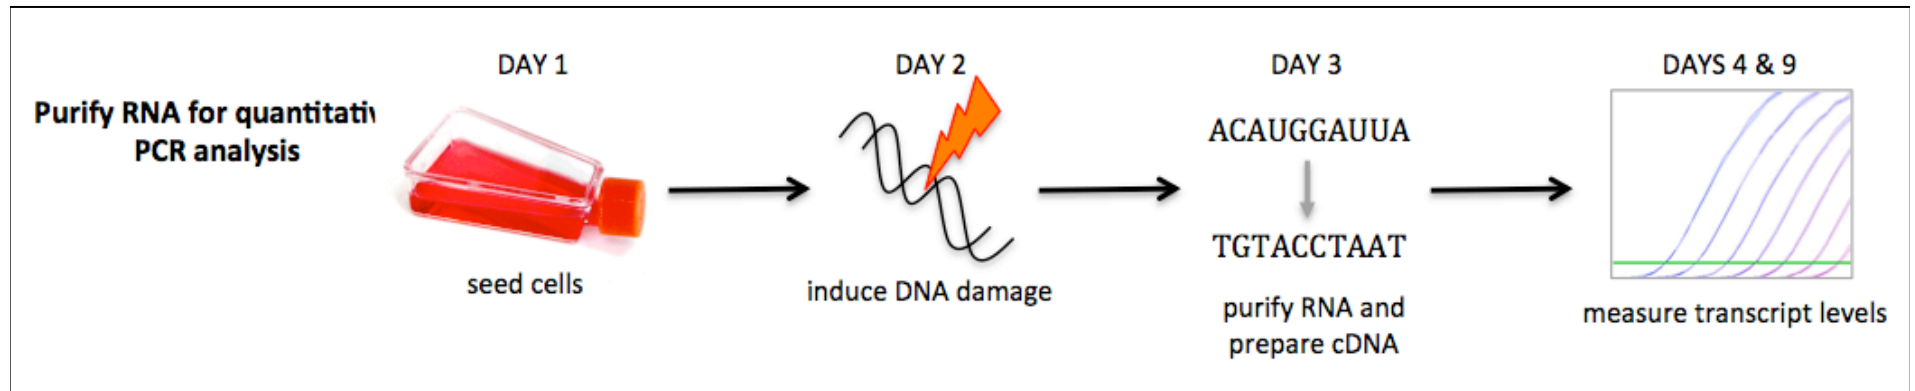 Purify RNA for quantitativ
PCR analysis
DAY 1
seed cells
DAY 2
induce DNA damage
DAY 3
ACAUGGAUUA
TGTACCTAAT
purify RNA and
prepare cDNA
DAYS 4 & 9
measure transcript levels